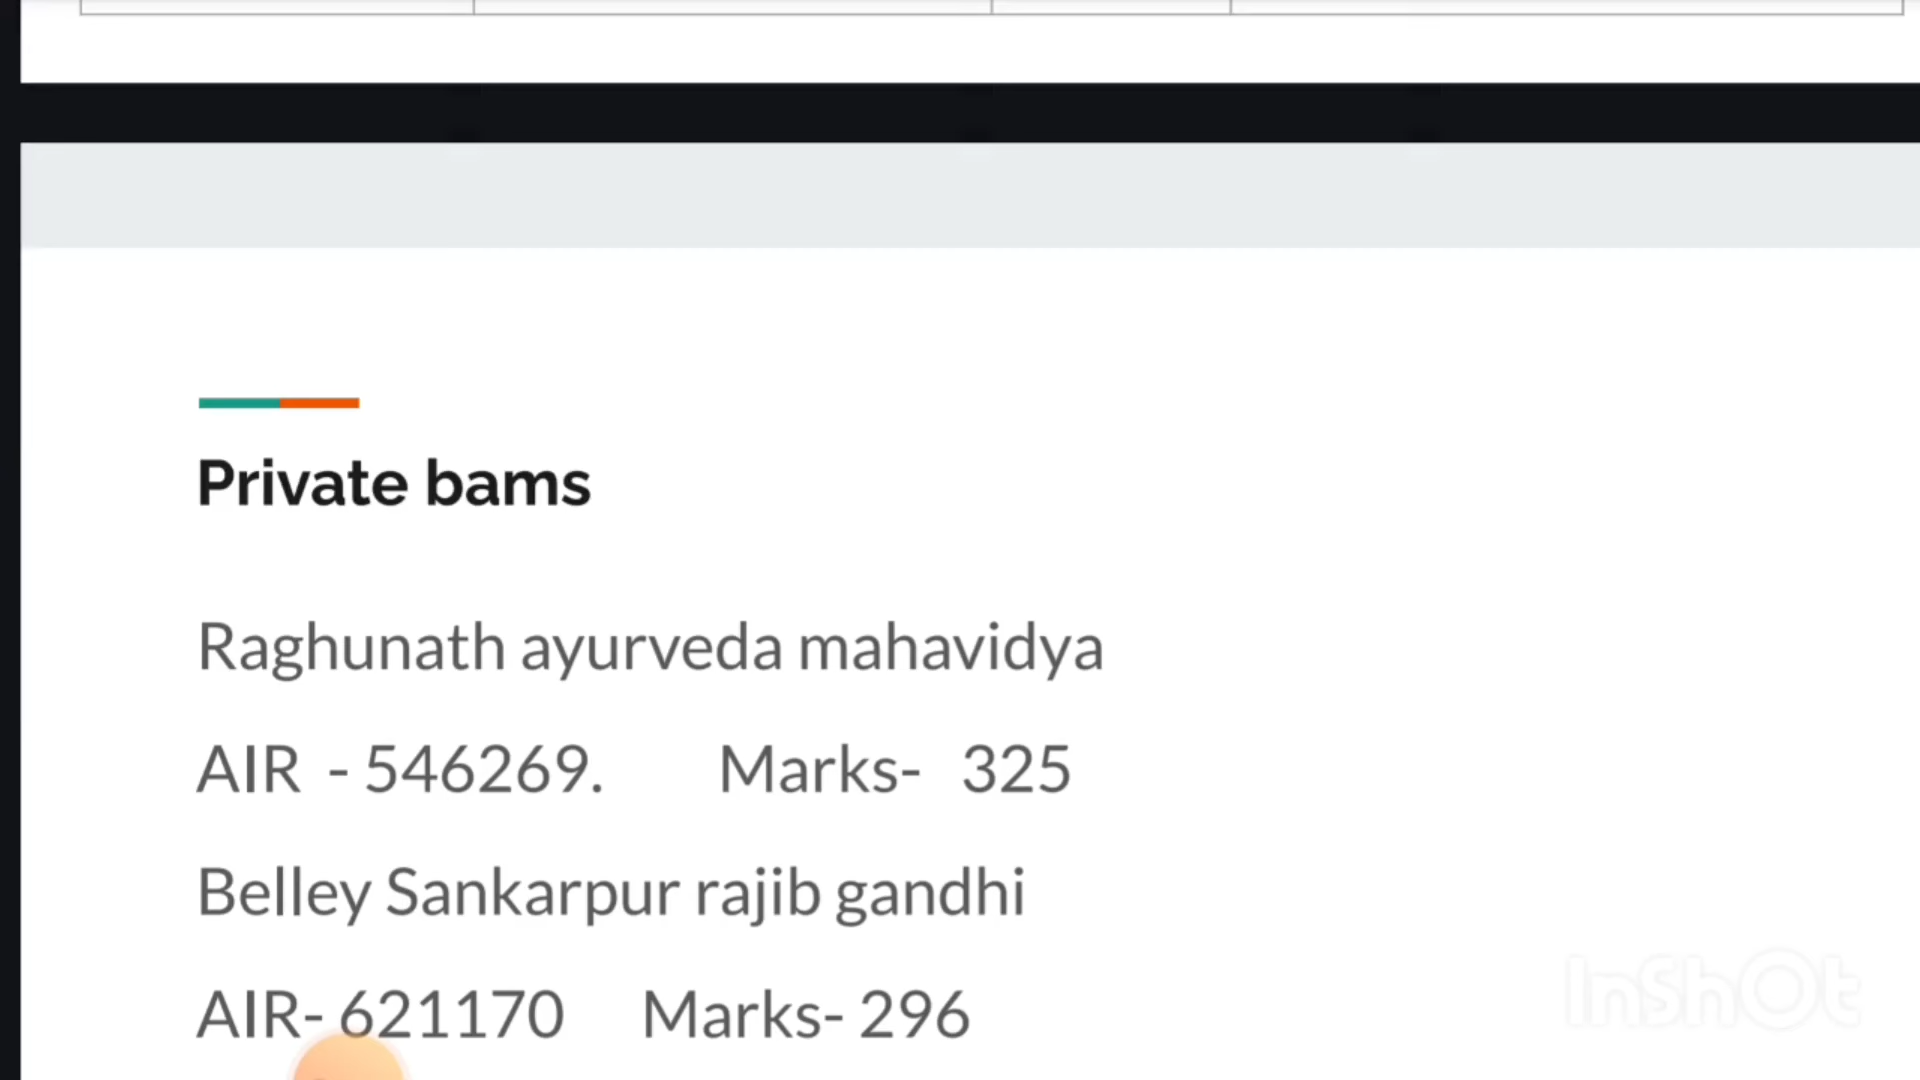 Private bams
Raghunath ayurveda mahavidya
AIR - 546269. Marks- 325
Belley Sankarpur rajib gandhi
AIR- 621170 Marks- 296
InShOt